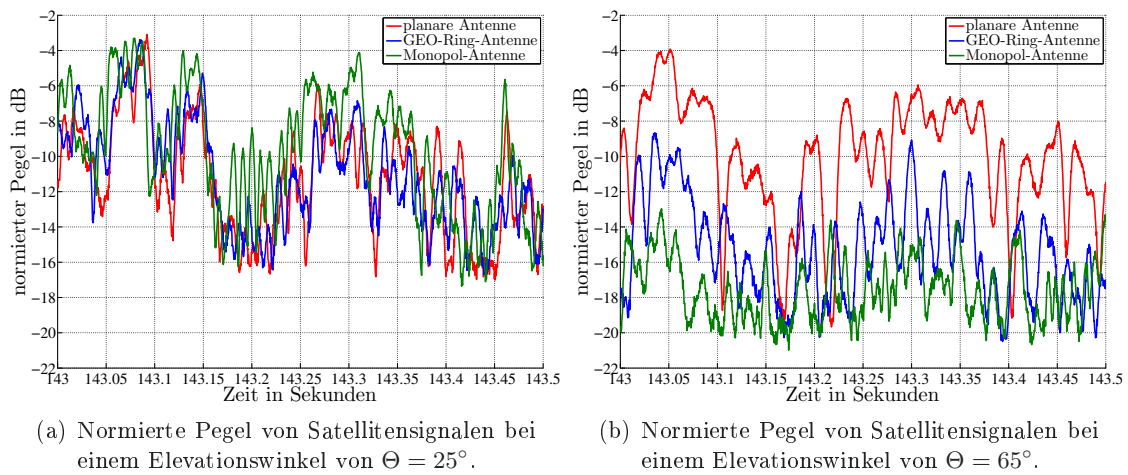 −2
−4
−6
−8
−10
−12
−14
−16
−18
−20
−22
normierter Pegel in dB
planare Antenne
GEO-Ring-Antenne
Monopol-Antenne
143 143.05 143.1 143.15 143.2 143.25 143.3 143.35 143.4 143.45 143.5
Zeit in Sekunden
(a) Normierte Pegel von Satellitensignalen bei
einem Elevationswinkel von Θ = 25°.
−2
−4
−6
−8
−10
−12
−14
−16
−18
−20
−22
normierter Pegel in dB
planare Antenne
GEO-Ring-Antenne
Monopol-Antenne
143 143.05 143.1 143.15 143.2 143.25 143.3 143.35 143.4 143.45 143.5
Zeit in Sekunden
(b) Normierte Pegel von Satellitensignalen bei
einem Elevationswinkel von Θ = 65°.